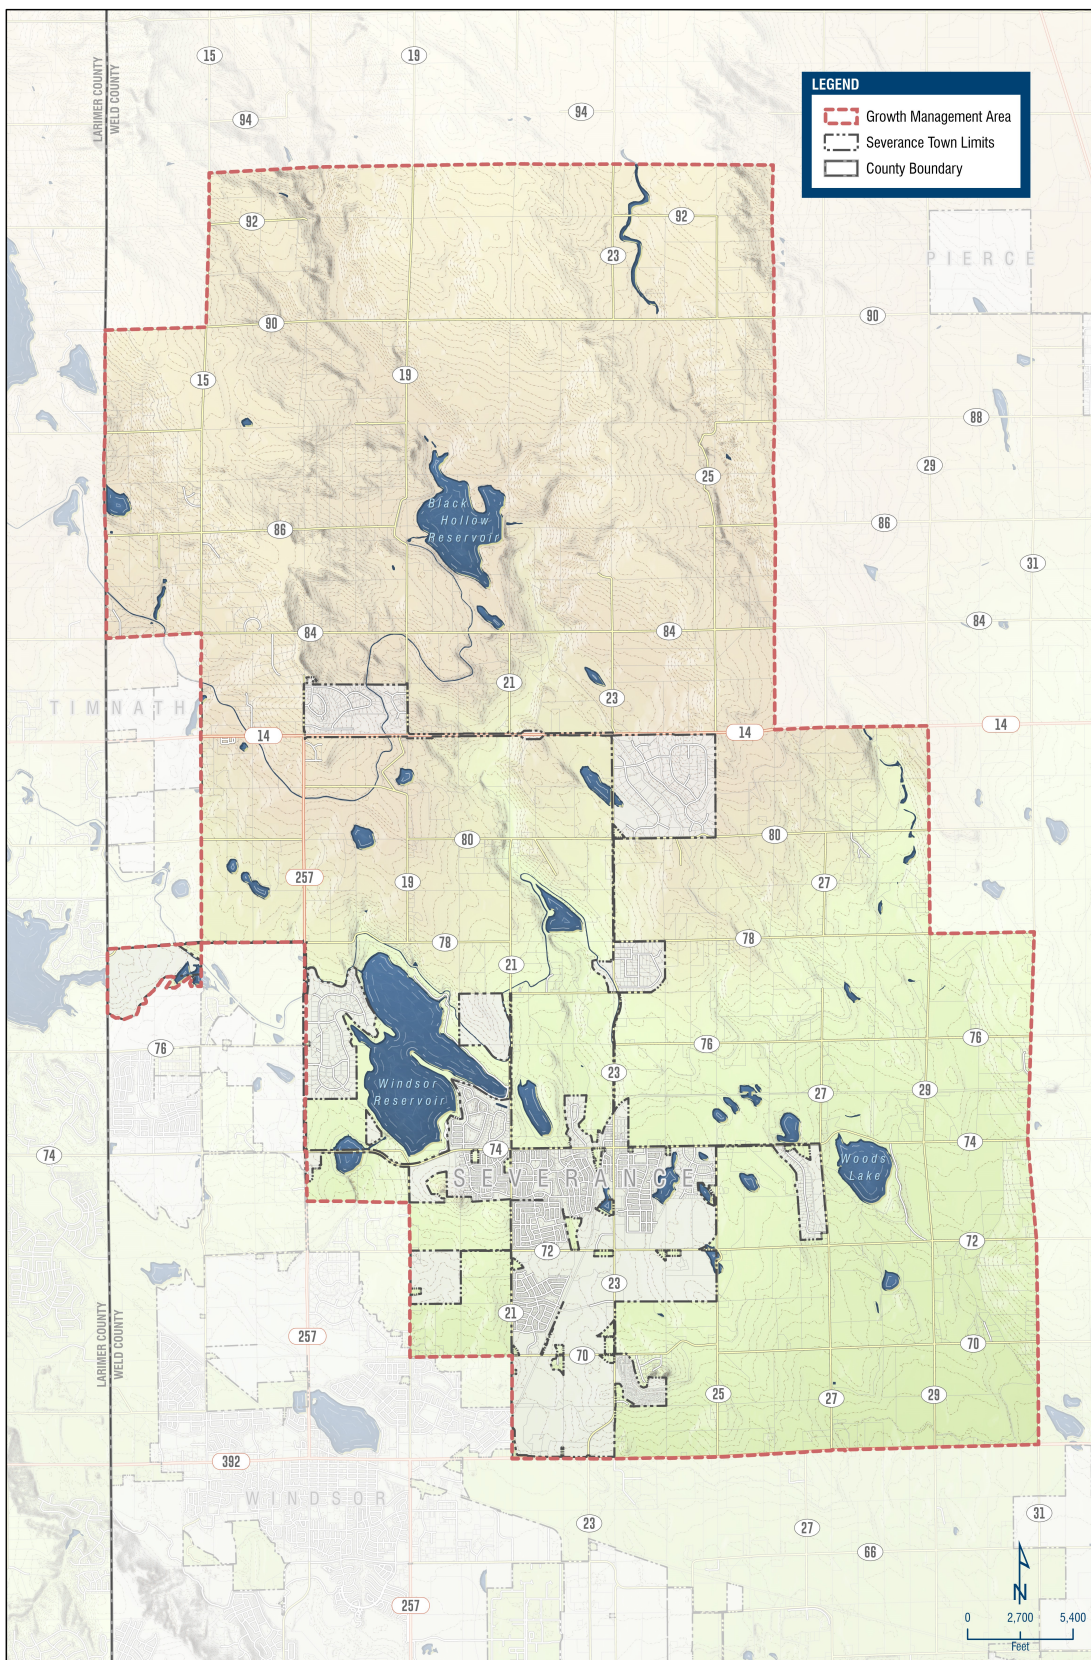 15
19
LARIMER COUNTY
WELD COUNTY
LEGEND
Growth Management Area
Severance Town Limits
County Boundary
94
94
92
92
23
PIERCE
90
90
15
19
88
29
25
Black
Hollow
Reservoir
86
86
31
84
84
84
21
23
TIMNATH
14
14
14
80
80
257
19
27
78
78
21
76
76
76
23
27
29
Windsor
Reservoir
74
74
74
Woods
Lake
SEVERANCE
72
72
23
21
LARIMER COUNTY
WELD COUNTY
257
70
70
25
27
29
392
WINDSOR
23
27
31
66
257
N
0
2,700
5,400
Feet